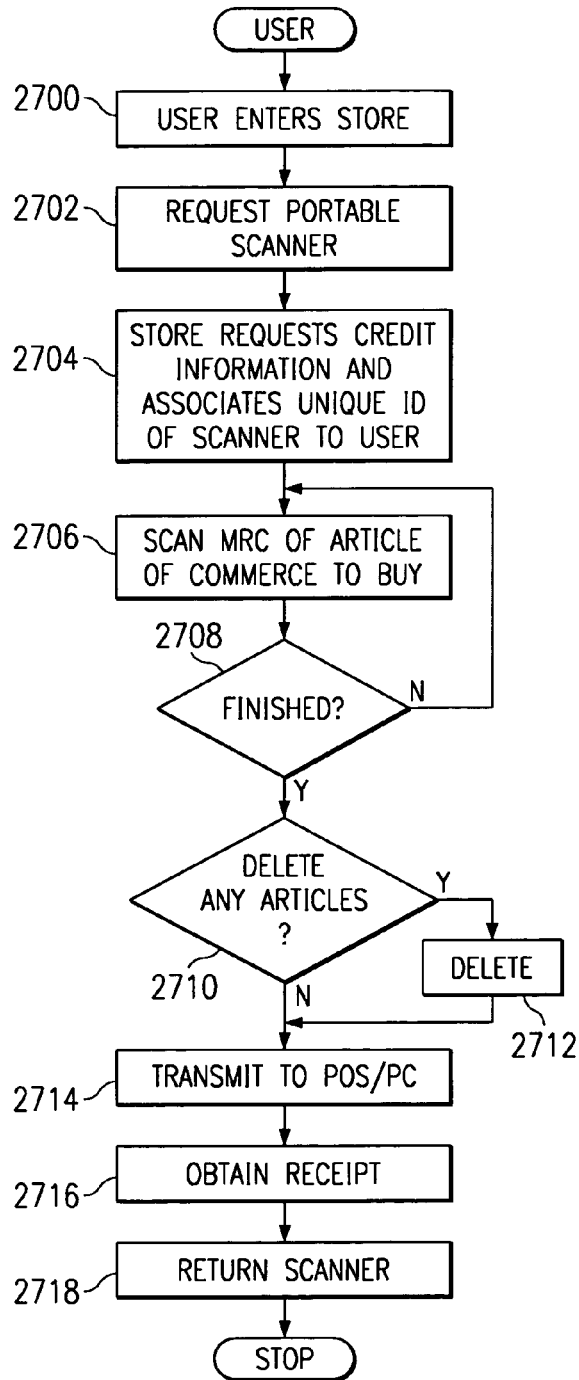 USER
2700
USER ENTERS STORE
2702
REQUEST PORTABLE
SCANNER
2704
STORE REQUESTS CREDIT
INFORMATION AND
ASSOCIATES UNIQUE ID
OF SCANNER TO USER
2706
SCAN MRC OF ARTICLE
OF COMMERCE TO BUY
2708
FINISHED?
N
Y
DELETE
ANY ARTICLES
?
Y
2710
N
DELETE
2712
2714
TRANSMIT TO POS/PC
2716
OBTAIN RECEIPT
2718
RETURN SCANNER
STOP